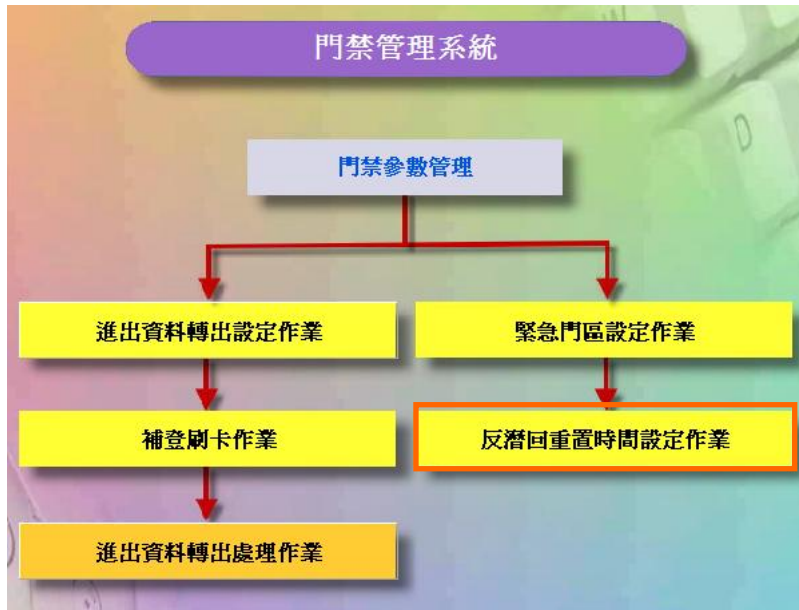 門禁管理系統
門禁參數管理
進出資料轉出設定作業
緊急門區設定作業
補登刷卡作業
反潛回重置時間設定作業
進出資料轉出處理作業
D